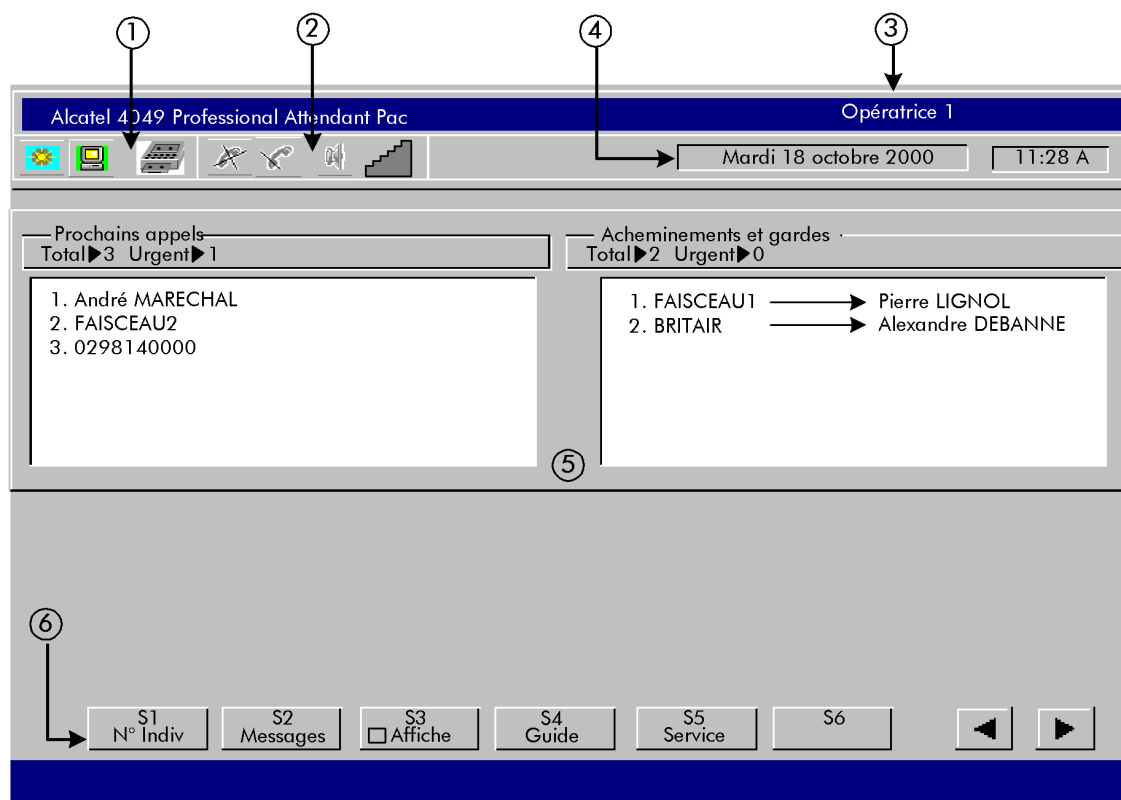 1 2 4 3
Alcatel 4049 Professional Attendant Pac Opératrice 1
Mardi 18 octobre 2000 11:28 A
Prochains appels
Total▶3 Urgent▶1
1. André MARECHAL
2. FAISCEAU2
3. 0298140000
Acheminements et gardes
Total▶2 Urgent▶0
1. FAISCEAU1 Pierre LIGNOL
2. BRITAIR Alexandre DEBANNE
5
6
S1
N° Indiv
S2
Messages
S3
Affiche
S4
Guide
S5
Service
S6